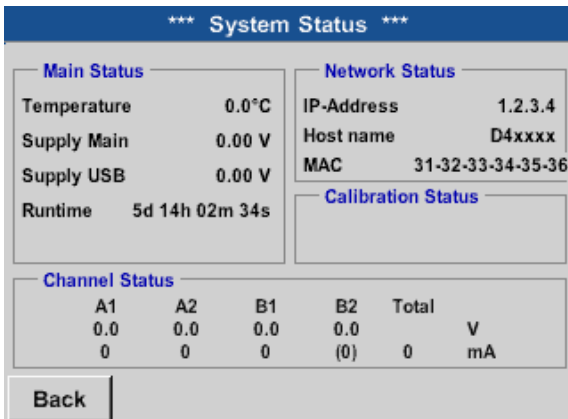 *** System Status ***
Main Status
Temperature 0.0°C
Supply Main 0.00 V
Supply USB 0.00 V
Runtime 5d 14h 02m 34s
Network Status
IP-Address 1.2.3.4
Host name D4xxxx
MAC 31-32-33-34-35-36
Calibration Status
Channel Status
A1 A2 B1 B2 Total
0.0 0.0 0.0 0.0 V
0 0 0 (0) 0 mA
Back